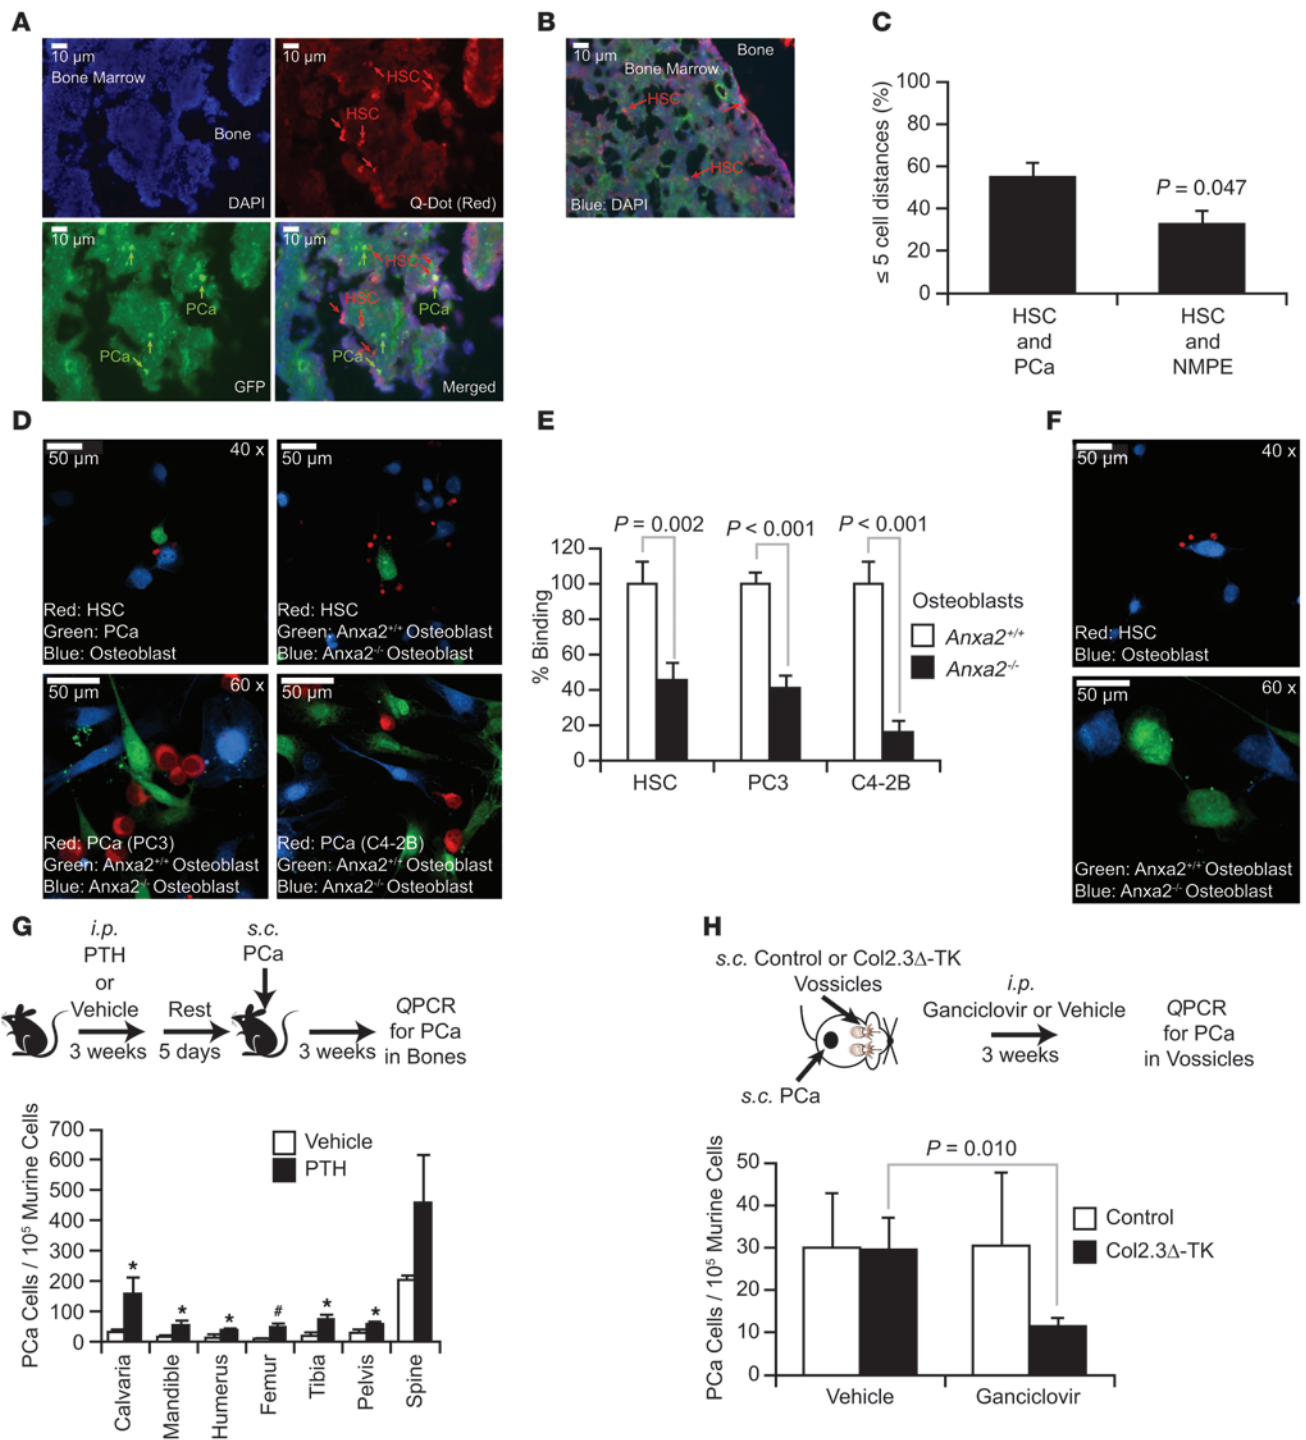 A
10 μm
Bone Marrow
Bone
DAPI
10 μm
HSC
HSC
Q-Dot (Red)
10 μm
PCa
PCa
GFP
10 μm
HSC
HSC
PCa
PCa
Merged
B
10 μm
Bone
Bone Marrow
HSC
HSC
Blue: DAPI
C
≤ 5 cell distances (%)
100
80
60
40
20
0
P = 0.047
HSC
and
PCa
HSC
and
NMPE
D
50 μm
40 x
Red: HSC
Green: PCa
Blue: Osteoblast
50 μm
Red: HSC
Green: Anxa2+/+ Osteoblast
Blue: Anxa2-/- Osteoblast
50 μm
60 x
Red: PCa (PC3)
Green: Anxa2+/+ Osteoblast
Blue: Anxa2-/- Osteoblast
50 μm
Red: PCa (C4-2B)
Green: Anxa2+/+ Osteoblast
Blue: Anxa2-/- Osteoblast
E
P = 0.002
P < 0.001
P < 0.001
% Binding
120
100
80
60
40
20
0
HSC
PC3
C4-2B
Osteoblasts
Anxa2+/+
Anxa2-/-
F
50 μm
40 x
Red: HSC
Blue: Osteoblast
50 μm
60 x
Green: Anxa2+/+ Osteoblast
Blue: Anxa2-/- Osteoblast
G
i.p.
PTH
or
Vehicle
3 weeks
Rest
5 days
s.c.
PCa
3 weeks
QPCR
for PCa
in Bones
PCa Cells / 10⁵ Murine Cells
700
600
500
400
300
200
100
0
Vehicle
PTH
*
*
*
#
*
*
Calvaria
Mandible
Humerus
Femur
Tibia
Pelvis
Spine
H
s.c. Control or Col2.3Δ-TK
Vossicles
s.c. PCa
i.p.
Ganciclovir or Vehicle
3 weeks
QPCR
for PCa
in Vossicles
PCa Cells / 10⁵ Murine Cells
50
40
30
20
10
0
P = 0.010
Control
Col2.3Δ-TK
Vehicle
Ganciclovir